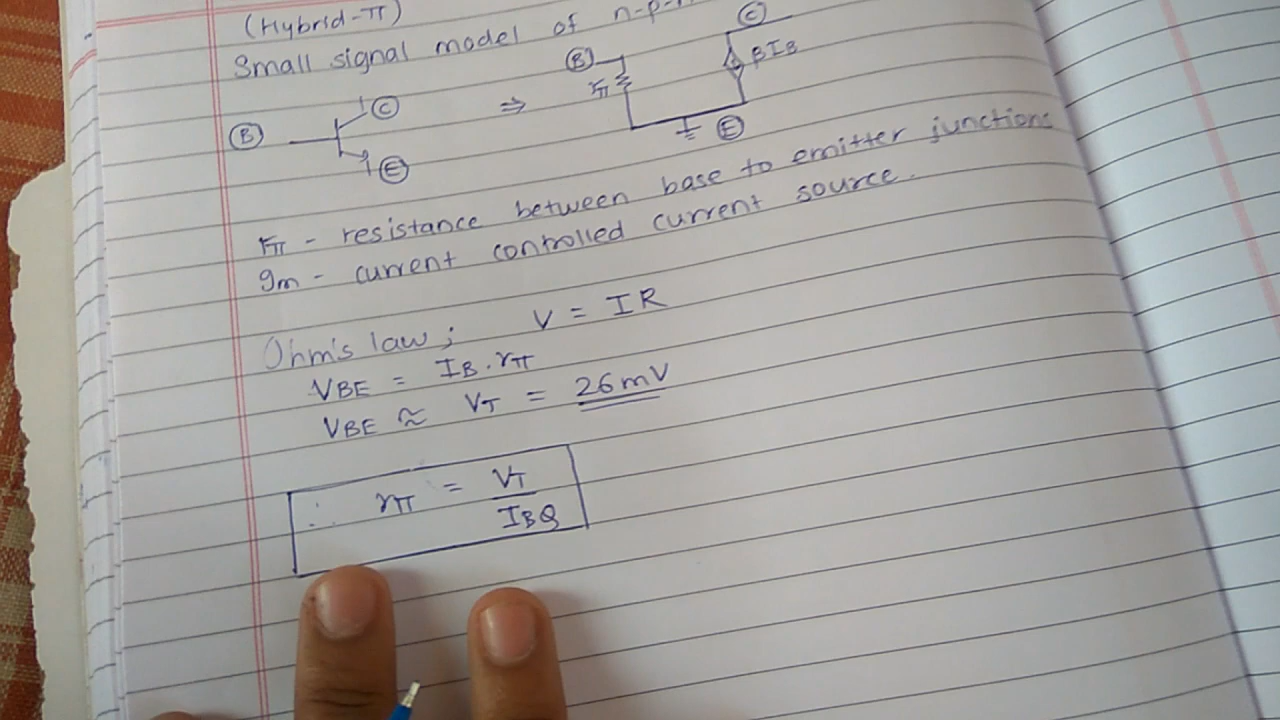 (Hybrid-π)
Small signal model of n-p-n
B C E ⇒ B rπ C βIB E
rπ - resistance between base to emitter junctions
gm - current controlled current source.
Ohm's law; V = IR
VBE = IB.rπ
VBE ≈ VT = 26mV
∴ rπ = VT / IBQ